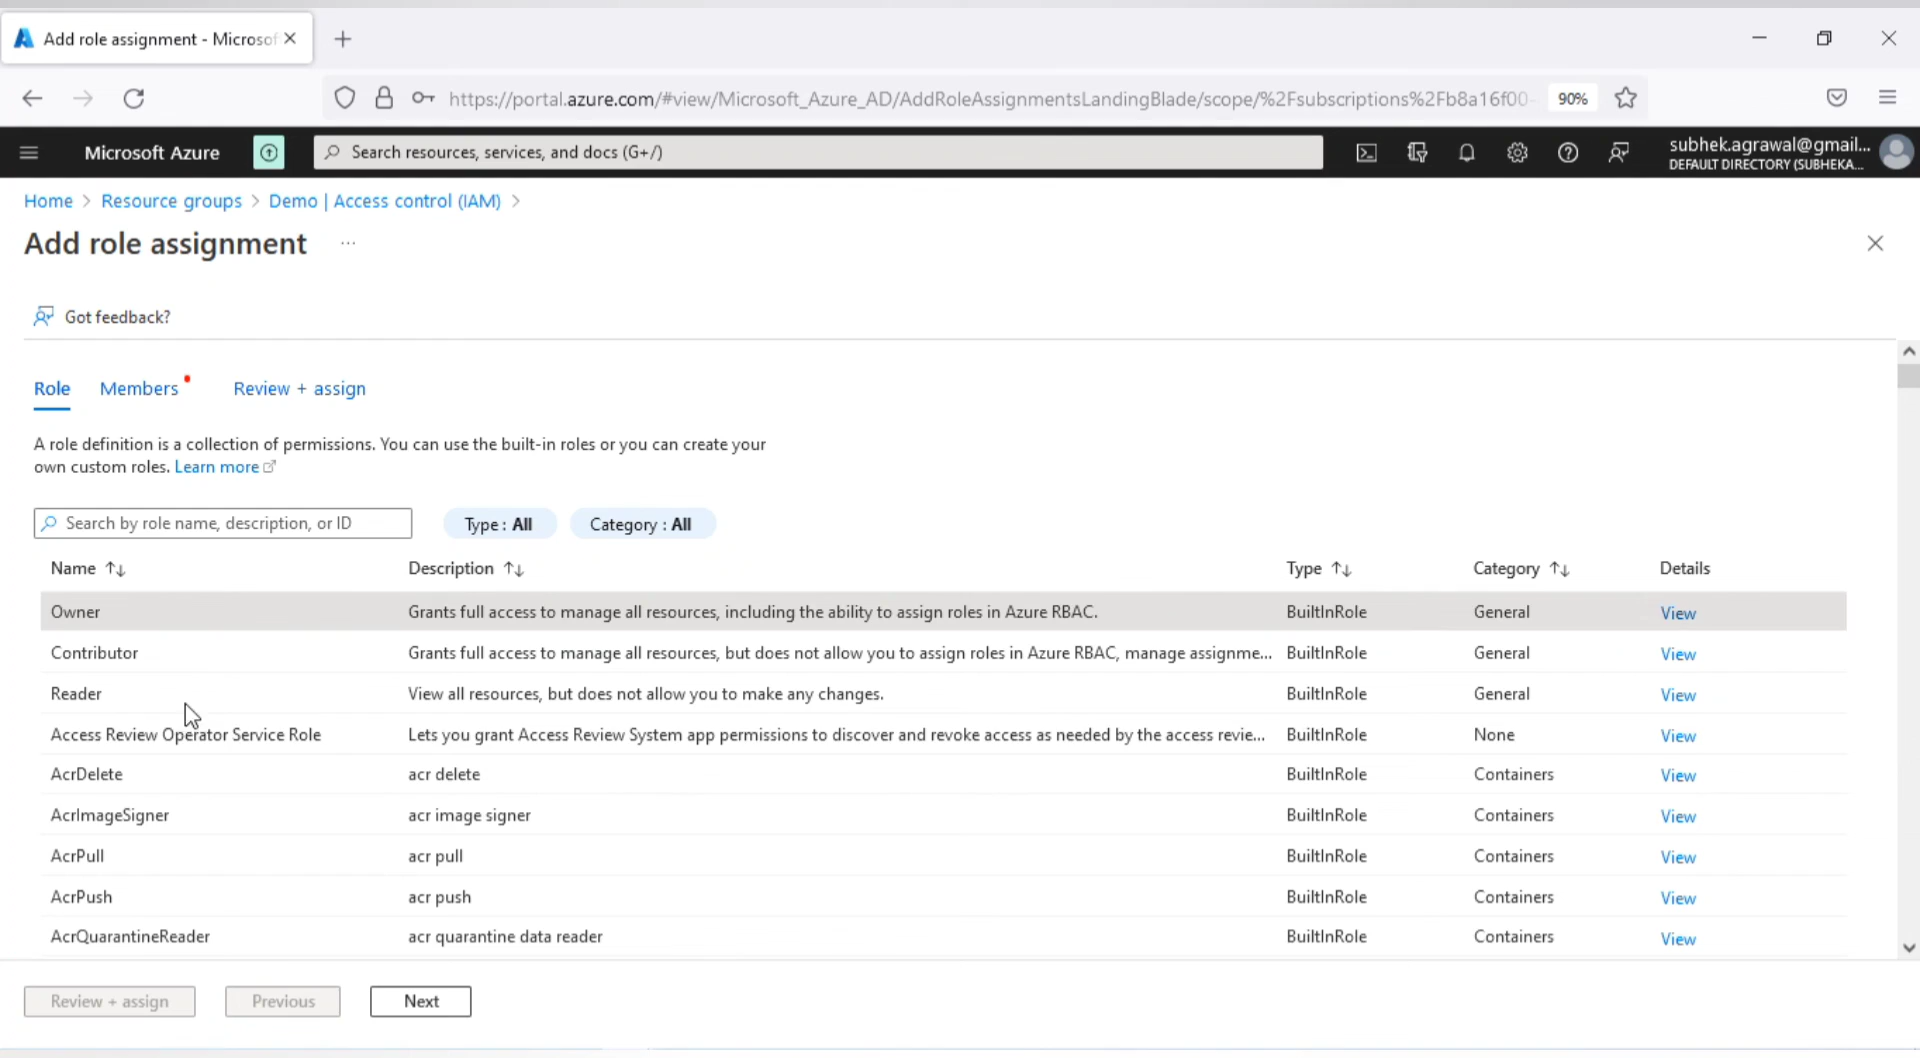 Add role assignment - Microsof
https://portal.azure.com/#view/Microsoft_Azure_AD/AddRoleAssignmentsLandingBlade/scope/%2Fsubscriptions%2Fb8a16f00-
90%
Microsoft Azure
Search resources, services, and docs (G+/)
subhek.agrawal@gmail...
DEFAULT DIRECTORY (SUBHEKA...
Home > Resource groups > Demo | Access control (IAM) >
Add role assignment ...
Got feedback?
Role Members Review + assign
A role definition is a collection of permissions. You can use the built-in roles or you can create your
own custom roles. Learn more
Search by role name, description, or ID
Type : All
Category : All
Name ↑↓ Description ↑↓ Type ↑↓ Category ↑↓ Details
Owner Grants full access to manage all resources, including the ability to assign roles in Azure RBAC. BuiltInRole General View
Contributor Grants full access to manage all resources, but does not allow you to assign roles in Azure RBAC, manage assignme... BuiltInRole General View
Reader View all resources, but does not allow you to make any changes. BuiltInRole General View
Access Review Operator Service Role Lets you grant Access Review System app permissions to discover and revoke access as needed by the access revie... BuiltInRole None View
AcrDelete acr delete BuiltInRole Containers View
AcrImageSigner acr image signer BuiltInRole Containers View
AcrPull acr pull BuiltInRole Containers View
AcrPush acr push BuiltInRole Containers View
AcrQuarantineReader acr quarantine data reader BuiltInRole Containers View
Review + assign Previous Next